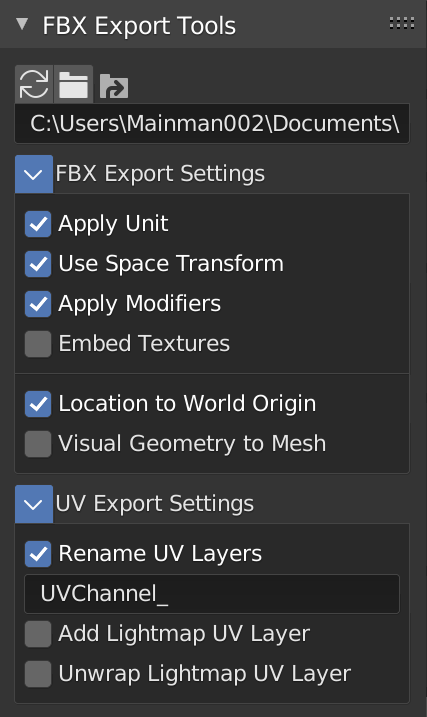 FBX Export Tools
C:\Users\Mainman002\Documents\
FBX Export Settings
Apply Unit
Use Space Transform
Apply Modifiers
Embed Textures
Location to World Origin
Visual Geometry to Mesh
UV Export Settings
Rename UV Layers
UVChannel_
Add Lightmap UV Layer
Unwrap Lightmap UV Layer